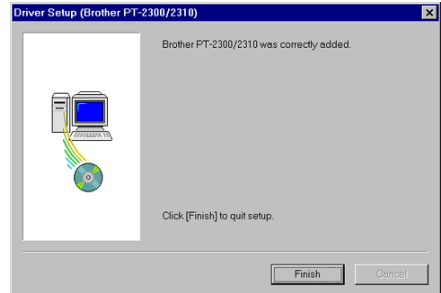 Driver Setup (Brother PT-2300/2310)
Brother PT-2300/2310 was correctly added.
Click [Finish] to quit setup.
Finish
Cancel